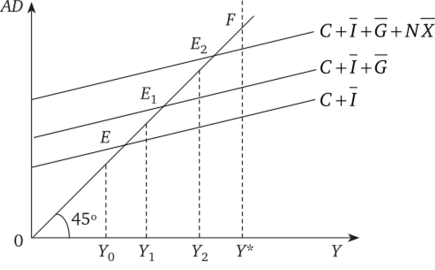 AD
F
C + I̅ + G̅ + NX̅
E₂
C + I̅ + G̅
E₁
C + I̅
E
45°
0 Y₀ Y₁ Y₂ Y* Y